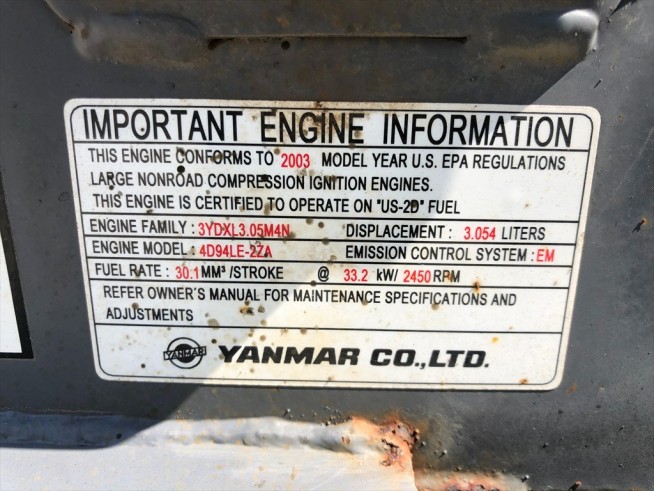 IMPORTANT ENGINE INFORMATION
THIS ENGINE CONFORMS TO 2003 MODEL YEAR U.S. EPA REGULATIONS
LARGE NONROAD COMPRESSION IGNITION ENGINES.
THIS ENGINE IS CERTIFIED TO OPERATE ON "US-2D" FUEL
ENGINE FAMILY : 3YDXL3.05M4N DISPLACEMENT : 3.054 LITERS
ENGINE MODEL : 4D94LE-2ZA EMISSION CONTROL SYSTEM : EM
FUEL RATE : 30.1 MM³ /STROKE @ 33.2 kW/ 2450 RPM
REFER OWNER'S MANUAL FOR MAINTENANCE SPECIFICATIONS AND
ADJUSTMENTS
YANMAR YANMAR CO.,LTD.